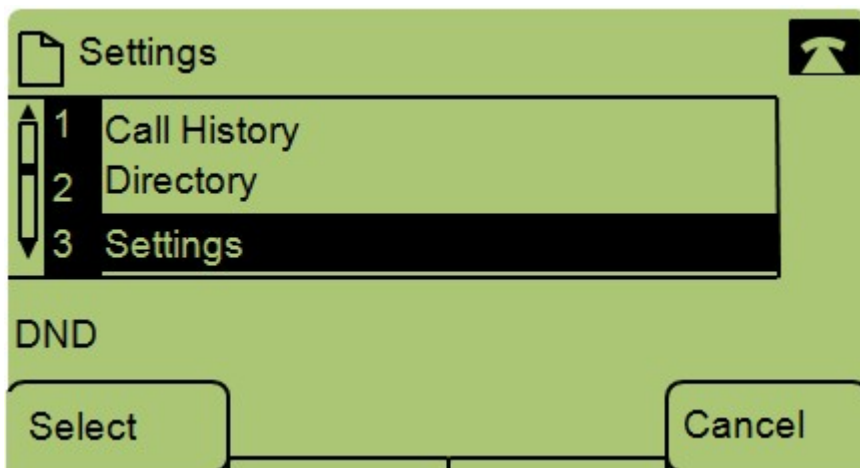 Settings
1 Call History
2 Directory
3 Settings
DND
Select Cancel